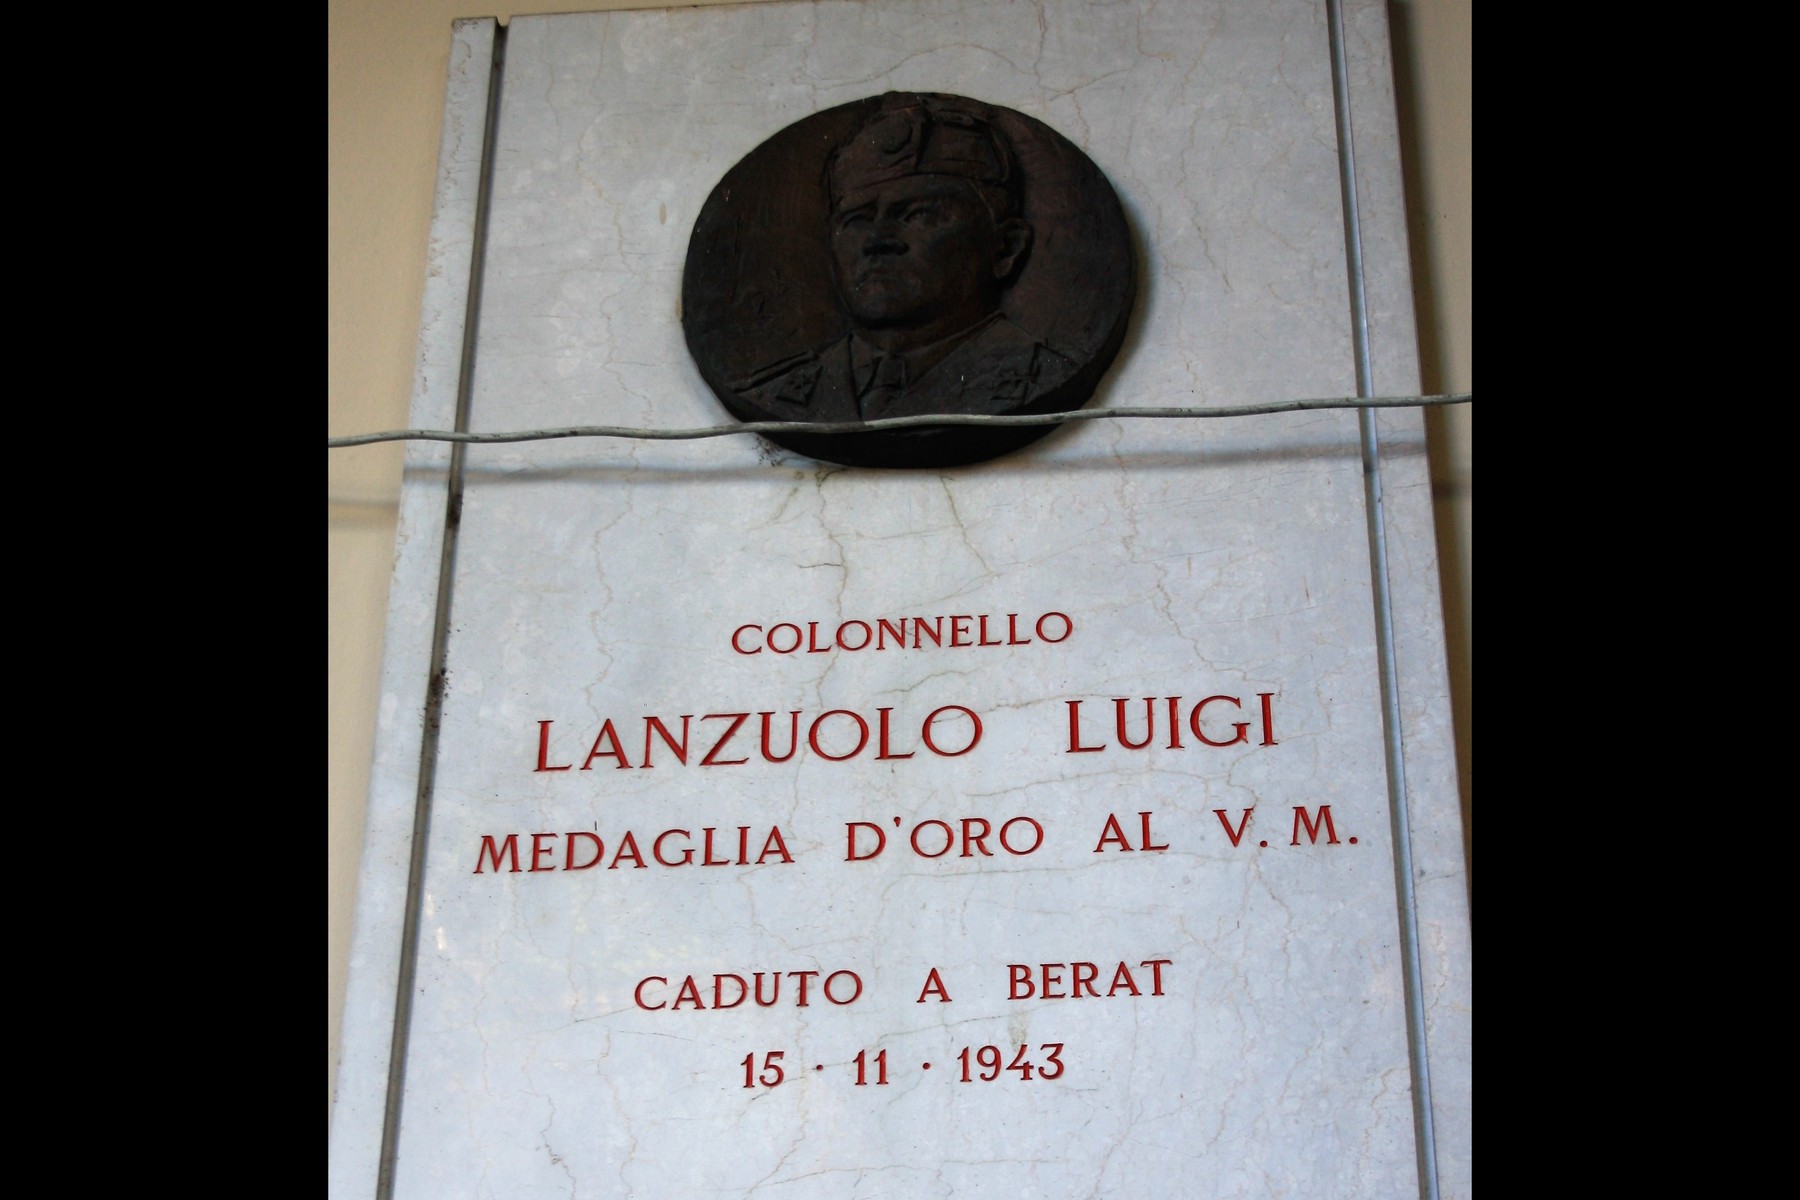 COLONNELLO
LANZUOLO LUIGI
MEDAGLIA D'ORO AL V. M.
CADUTO A BERAT
15 · 11 · 1943